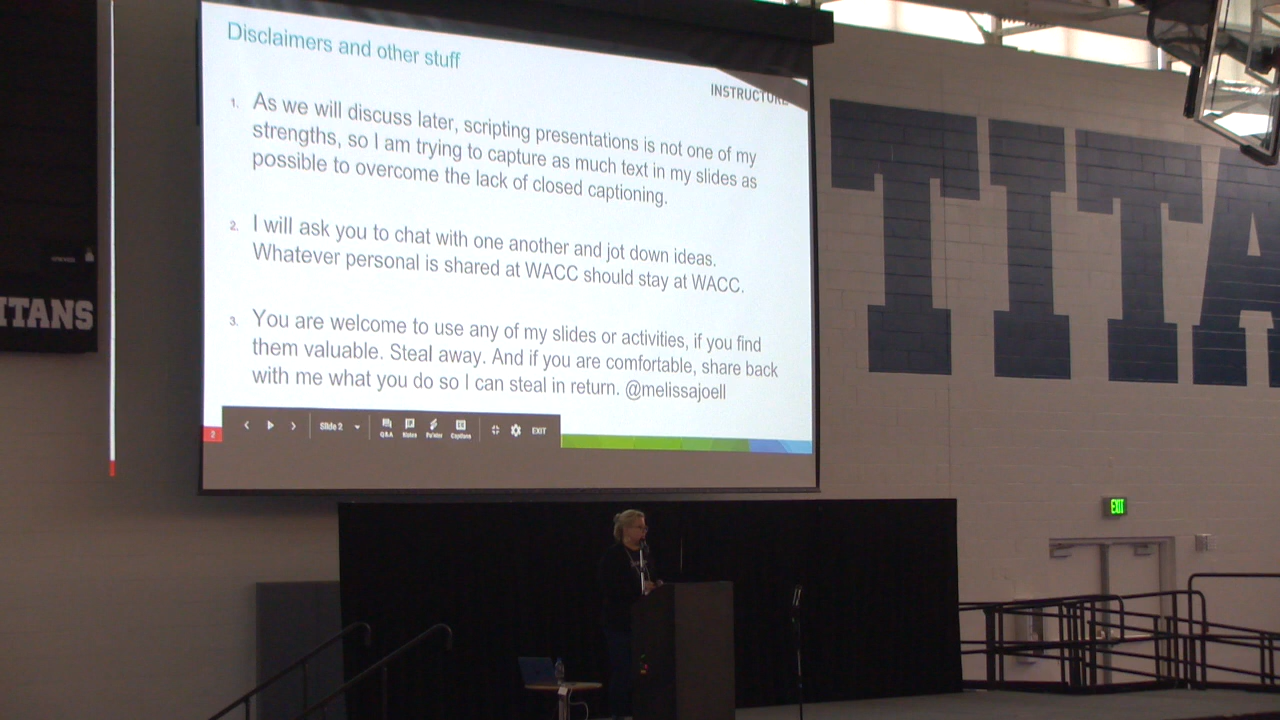 Disclaimers and other stuff
INSTRUCTURE
1. As we will discuss later, scripting presentations is not one of my
strengths, so I am trying to capture as much text in my slides as
possible to overcome the lack of closed captioning.
2. I will ask you to chat with one another and jot down ideas.
Whatever personal is shared at WACC should stay at WACC.
3. You are welcome to use any of my slides or activities, if you find
them valuable. Steal away. And if you are comfortable, share back
with me what you do so I can steal in return. @melissajoell
2
Slide 2
Q&A Notes Pointer Captions
EXIT
TITA
ITANS
EXIT